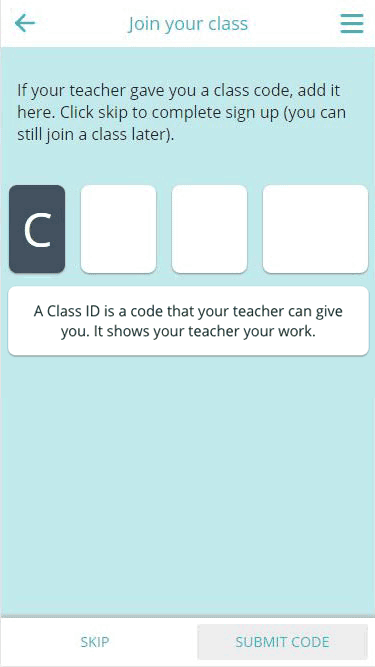 Join your class
If your teacher gave you a class code, add it
here. Click skip to complete sign up (you can
still join a class later).
C
A Class ID is a code that your teacher can give
you. It shows your teacher your work.
SKIP SUBMIT CODE